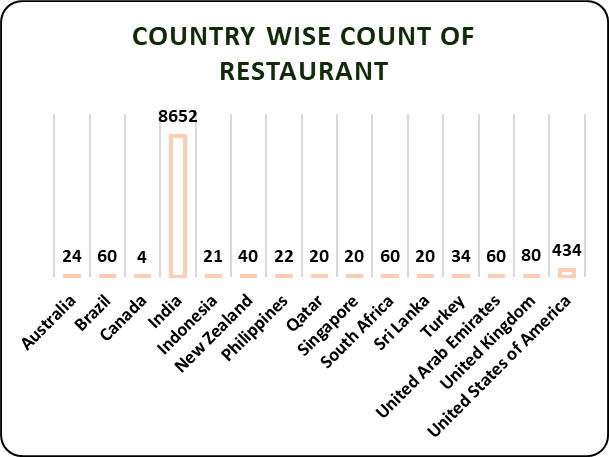 COUNTRY WISE COUNT OF
RESTAURANT
8652
24 60 4 21 40 22 20 20 60 20 34 60 80 434
Australia
Brazil
Canada
India
Indonesia
New Zealand
Philippines
Qatar
Singapore
South Africa
Sri Lanka
Turkey
United Arab Emirates
United Kingdom
United States of America